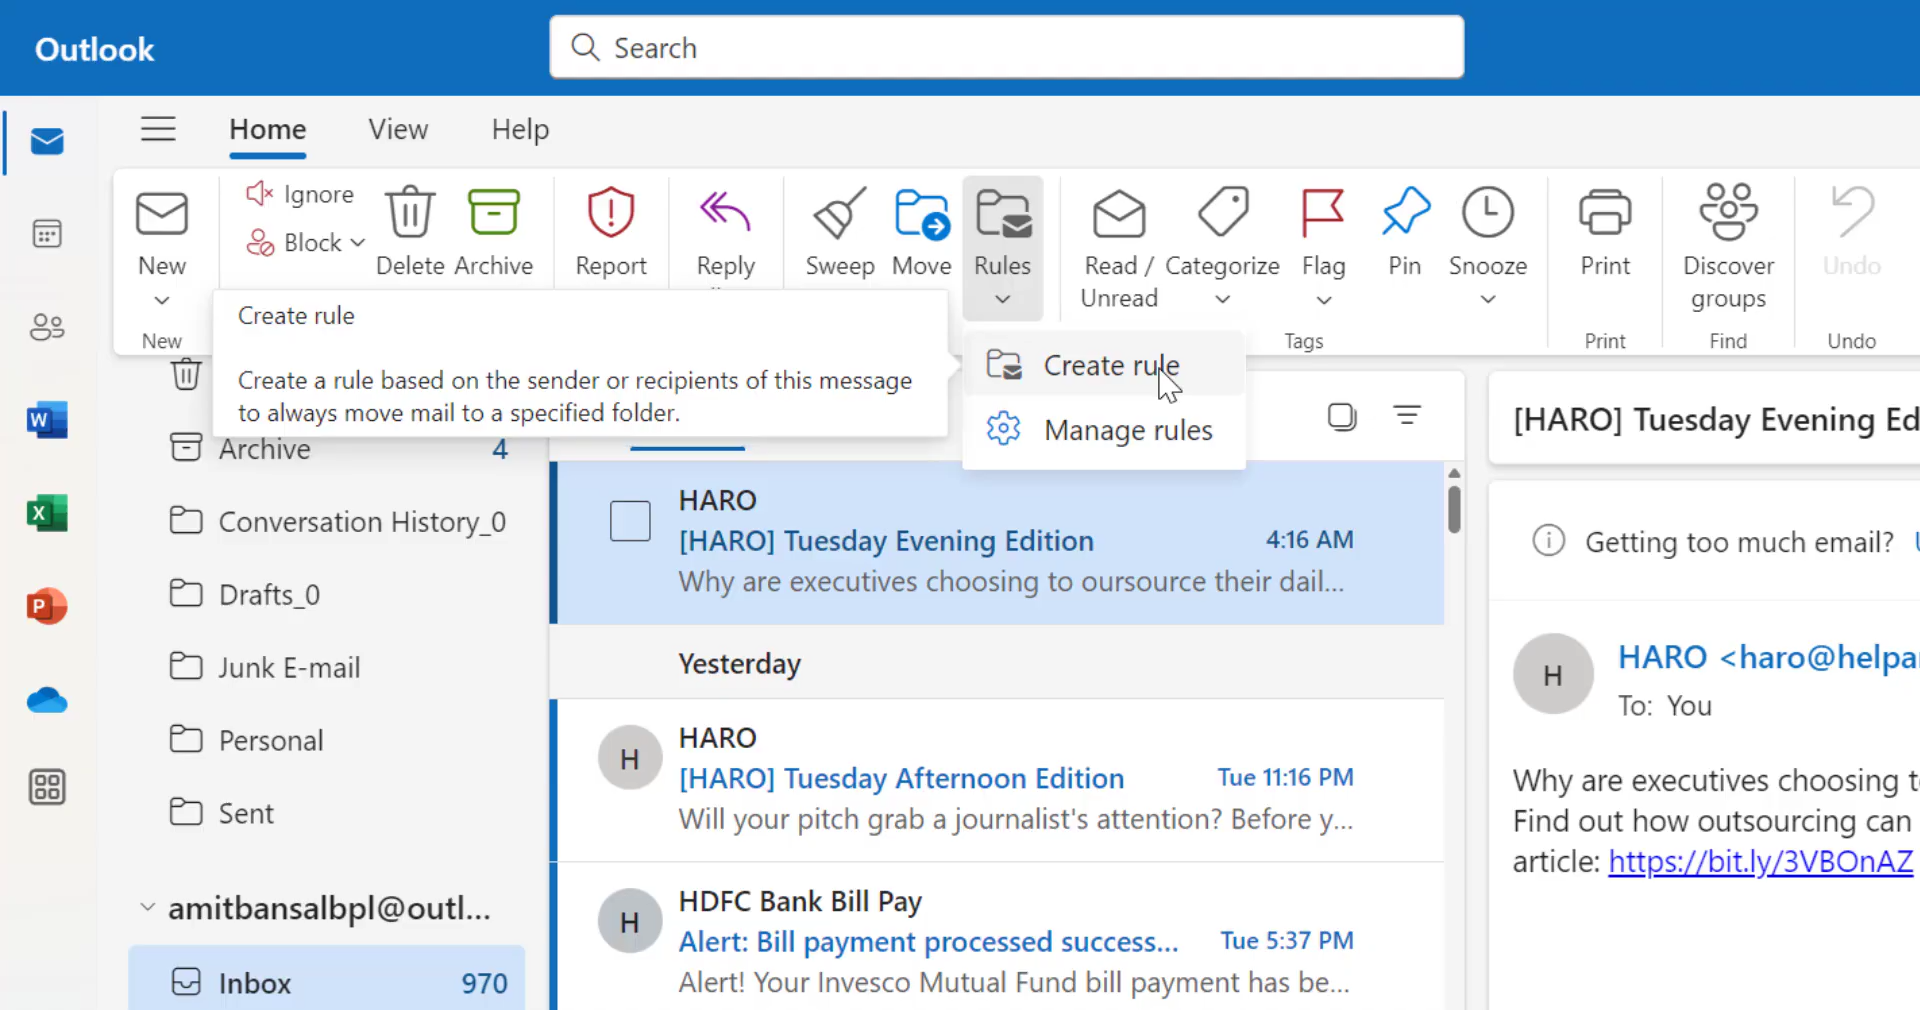 Outlook
Search
Home View Help
Ignore
Block
New
Delete Archive
Report
Reply
Sweep Move Rules
Read / Unread
Categorize
Flag
Pin
Snooze
Print
Discover groups
Undo
New
Tags
Print
Find
Undo
Create rule
Create a rule based on the sender or recipients of this message
to always move mail to a specified folder.
Create rule
Manage rules
Archive 4
Conversation History_0
Drafts_0
Junk E-mail
Personal
Sent
amitbansalbpl@outl...
Inbox 970
HARO
[HARO] Tuesday Evening Edition 4:16 AM
Why are executives choosing to oursource their dail...
Yesterday
H
HARO
[HARO] Tuesday Afternoon Edition Tue 11:16 PM
Will your pitch grab a journalist's attention? Before y...
H
HDFC Bank Bill Pay
Alert: Bill payment processed success... Tue 5:37 PM
Alert! Your Invesco Mutual Fund bill payment has be...
[HARO] Tuesday Evening Ed
Getting too much email?
H
HARO <haro@helpa
To: You
Why are executives choosing t
Find out how outsourcing can
article: https://bit.ly/3VBOnAZ
W
X
P